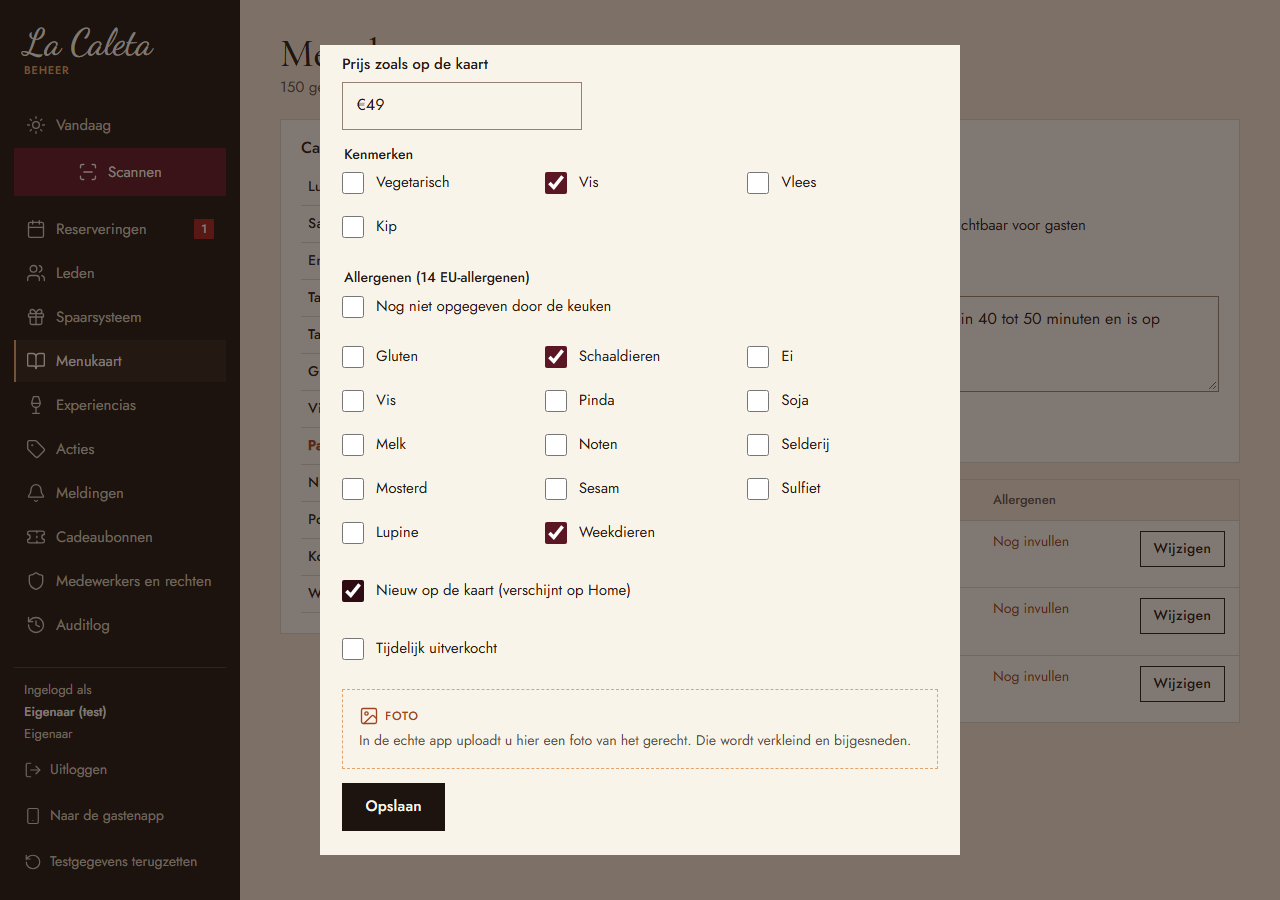 La Caleta
BEHEER
Vandaag
Scannen
Reserveringen 1
Leden
Spaarsysteem
Menukaart
Experiencias
Acties
Meldingen
Cadeaubonnen
Medewerkers en rechten
Auditlog
Ingelogd als
Eigenaar (test)
Eigenaar
Uitloggen
Naar de gastenapp
Testgegevens terugzetten
Prijs zoals op de kaart
€49
Kenmerken
Vegetarisch
Vis
Vlees
Kip
Allergenen (14 EU-allergenen)
Nog niet opgegeven door de keuken
Gluten
Schaaldieren
Ei
Vis
Pinda
Soja
Melk
Noten
Selderij
Mosterd
Sesam
Sulfiet
Lupine
Weekdieren
Nieuw op de kaart (verschijnt op Home)
Tijdelijk uitverkocht
FOTO
In de echte app uploadt u hier een foto van het gerecht. Die wordt verkleind en bijgesneden.
Opslaan
150
voor gasten
in 40 tot 50 minuten en is op
Allergenen
Nog invullen Wijzigen
Nog invullen Wijzigen
Nog invullen Wijzigen